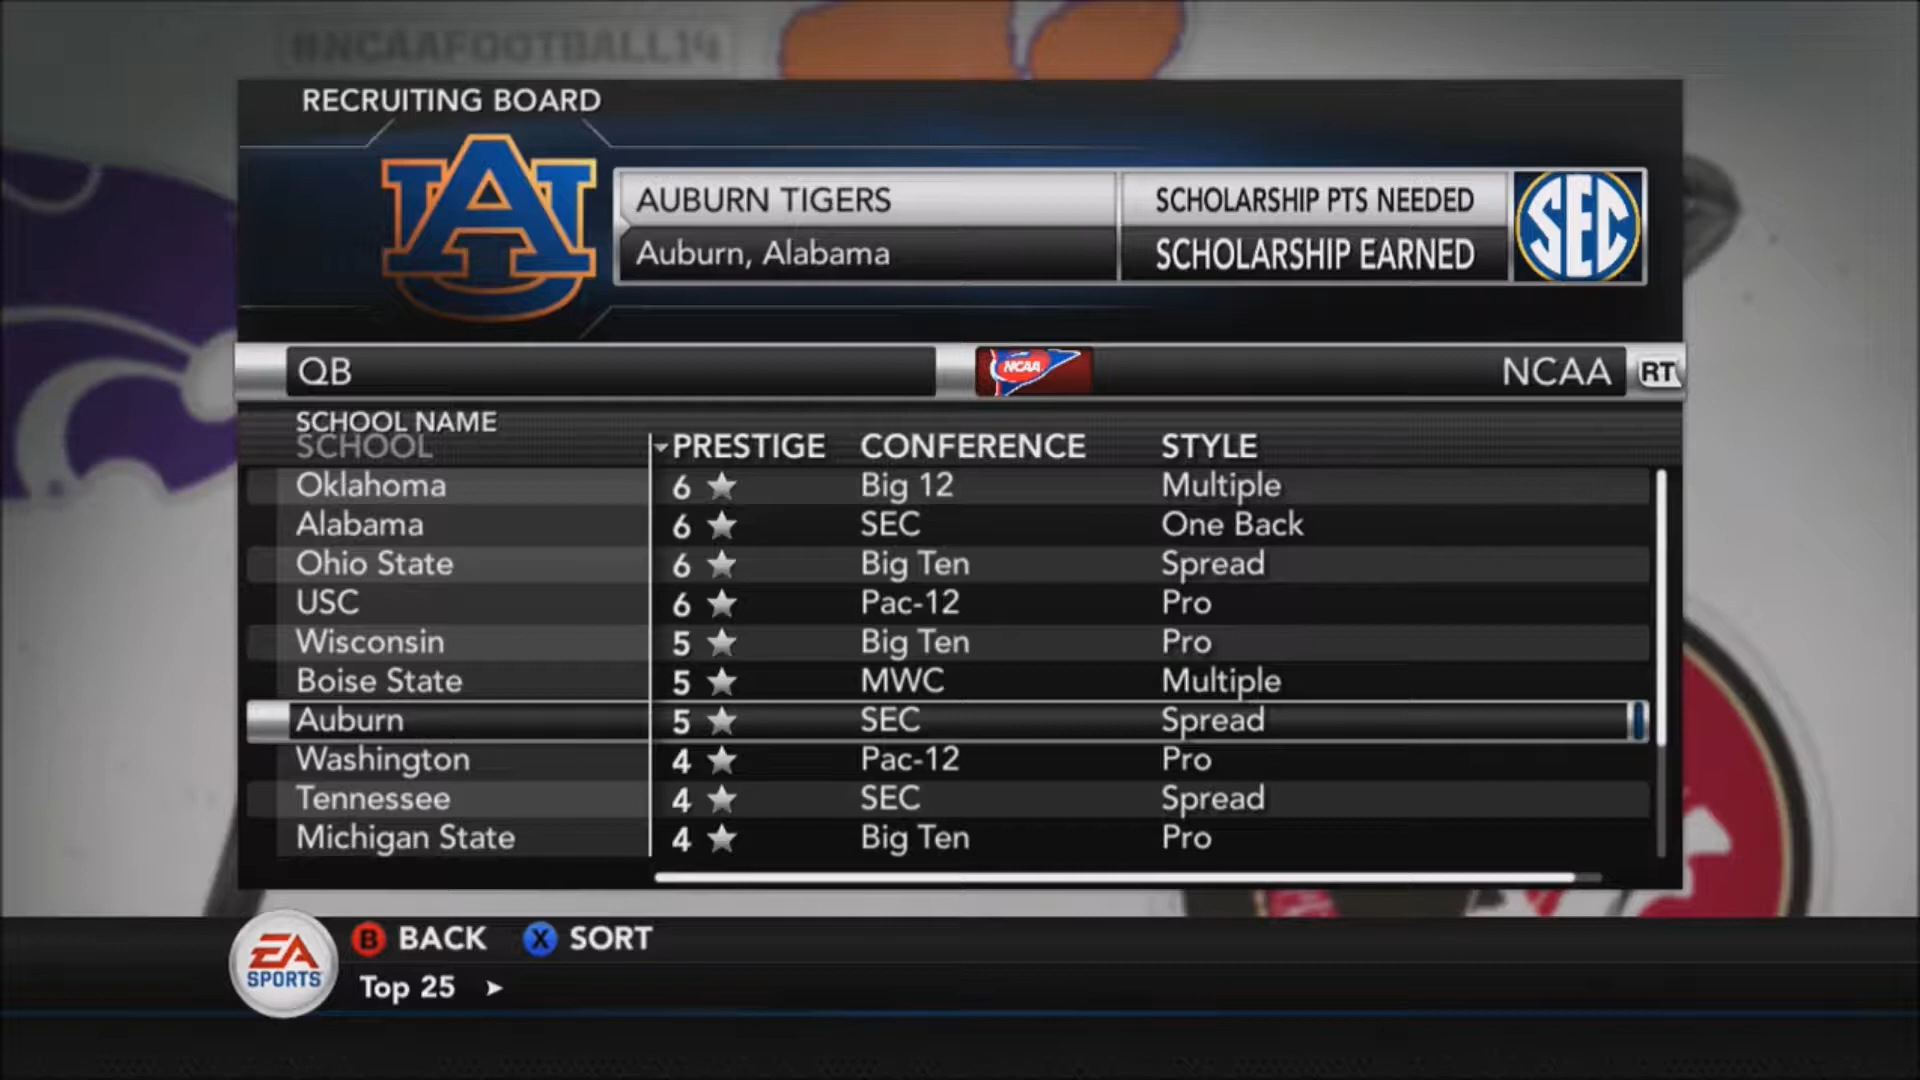 #NCAAFOOTBALL14
RECRUITING BOARD
AUBURN TIGERS
SCHOLARSHIP PTS NEEDED
Auburn, Alabama
SCHOLARSHIP EARNED
SEC
QB
NCAA
NCAA
RT
SCHOOL NAME
SCHOOL PRESTIGE CONFERENCE STYLE
Oklahoma 6 Big 12 Multiple
Alabama 6 SEC One Back
Ohio State 6 Big Ten Spread
USC 6 Pac-12 Pro
Wisconsin 5 Big Ten Pro
Boise State 5 MWC Multiple
Auburn 5 SEC Spread
Washington 4 Pac-12 Pro
Tennessee 4 SEC Spread
Michigan State 4 Big Ten Pro
EA
SPORTS
B BACK X SORT
Top 25